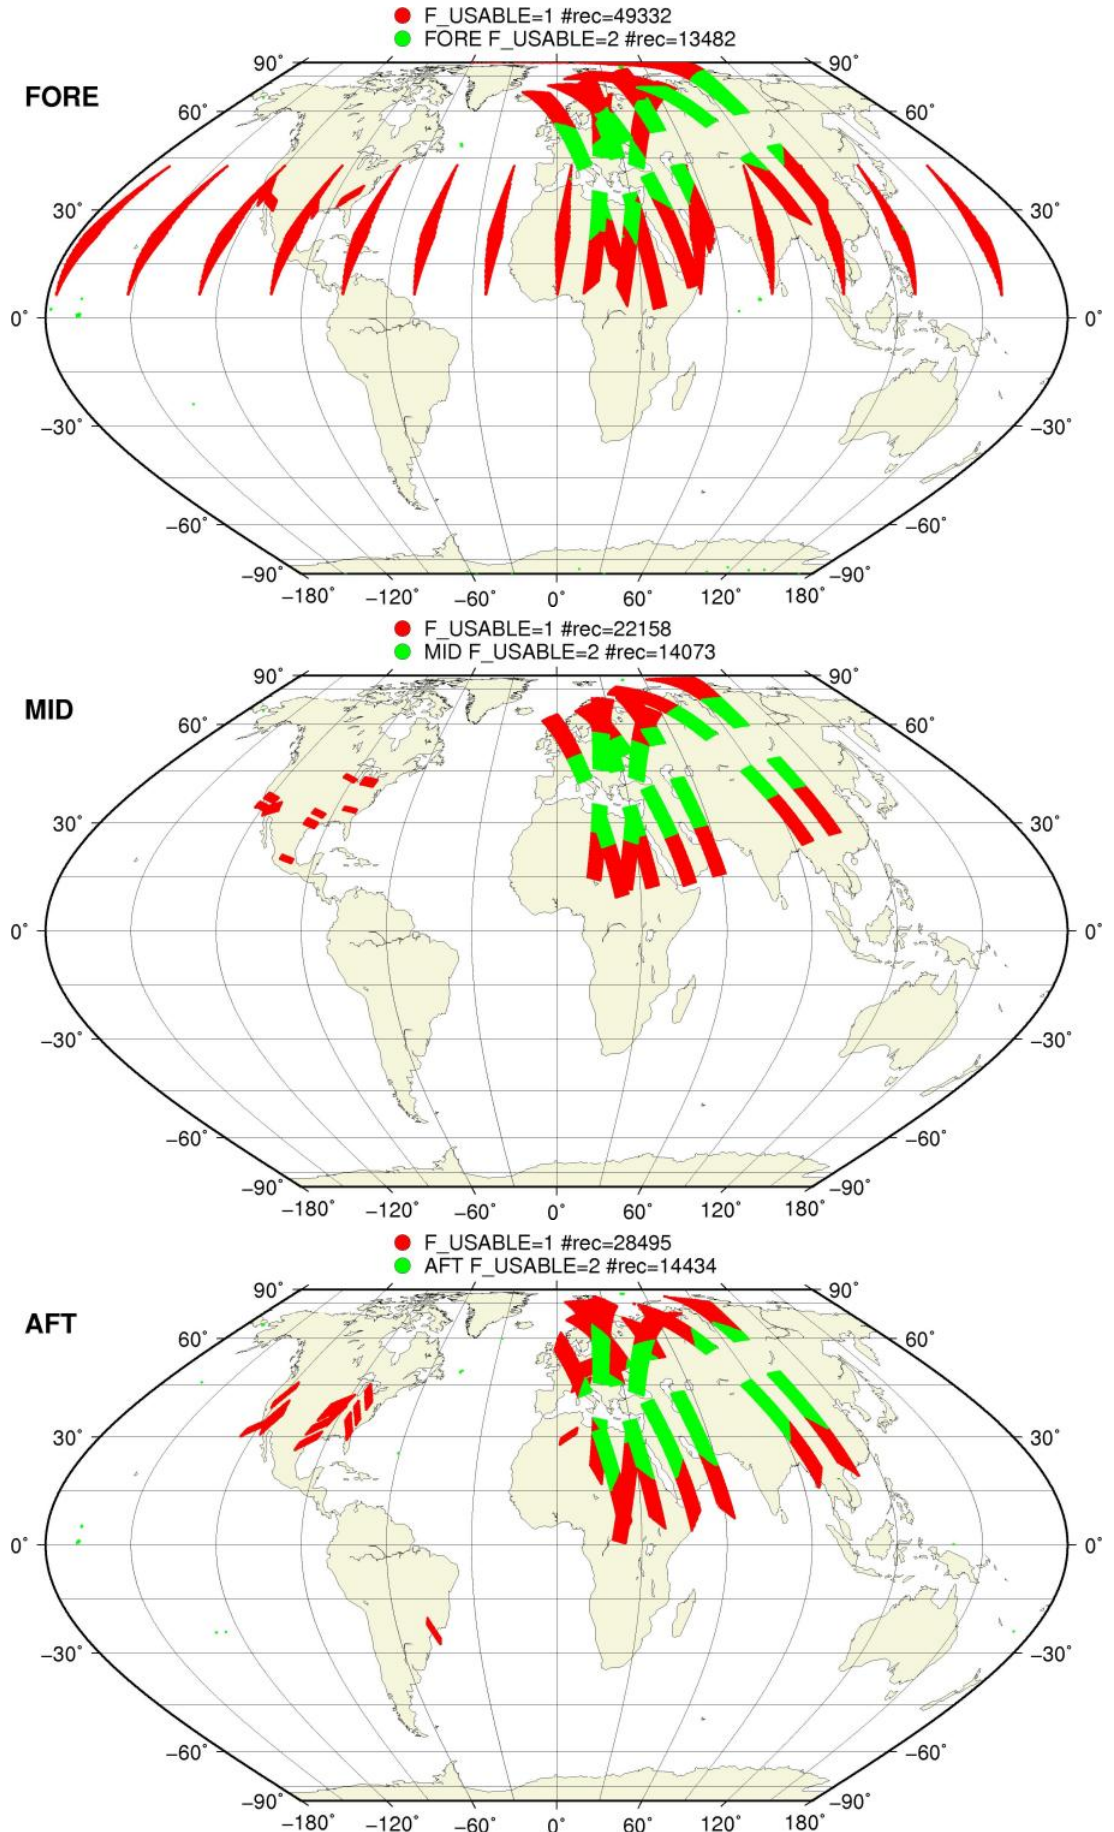 F_USABLE=1 #rec=49332
FORE F_USABLE=2 #rec=13482
FORE
90˚ 90˚
60˚ 60˚
30˚ 30˚
0˚ 0˚
−30˚ −30˚
−60˚ −60˚
−90˚ −90˚
−180˚ −120˚ −60˚ 0˚ 60˚ 120˚ 180˚
F_USABLE=1 #rec=22158
MID F_USABLE=2 #rec=14073
MID
90˚ 90˚
60˚ 60˚
30˚ 30˚
0˚ 0˚
−30˚ −30˚
−60˚ −60˚
−90˚ −90˚
−180˚ −120˚ −60˚ 0˚ 60˚ 120˚ 180˚
F_USABLE=1 #rec=28495
AFT F_USABLE=2 #rec=14434
AFT
90˚ 90˚
60˚ 60˚
30˚ 30˚
0˚ 0˚
−30˚ −30˚
−60˚ −60˚
−90˚ −90˚
−180˚ −120˚ −60˚ 0˚ 60˚ 120˚ 180˚